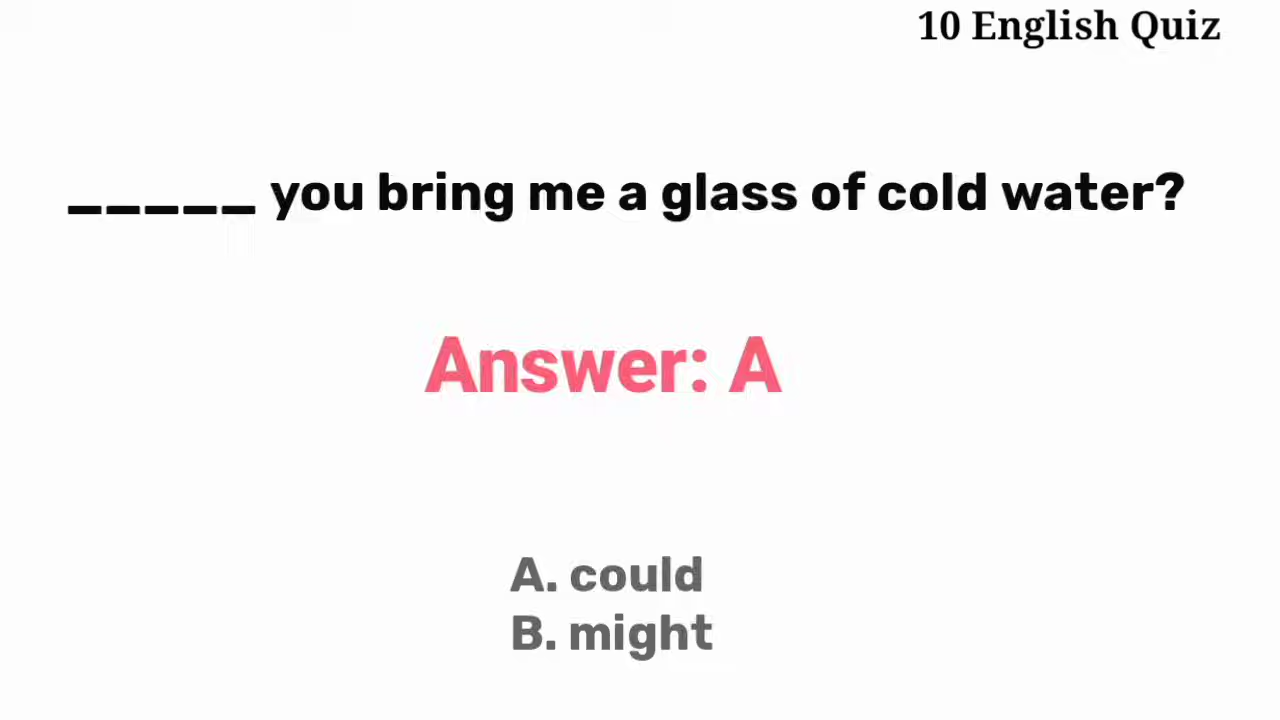 10 English Quiz
_____ you bring me a glass of cold water?
Answer: A
A. could
B. might